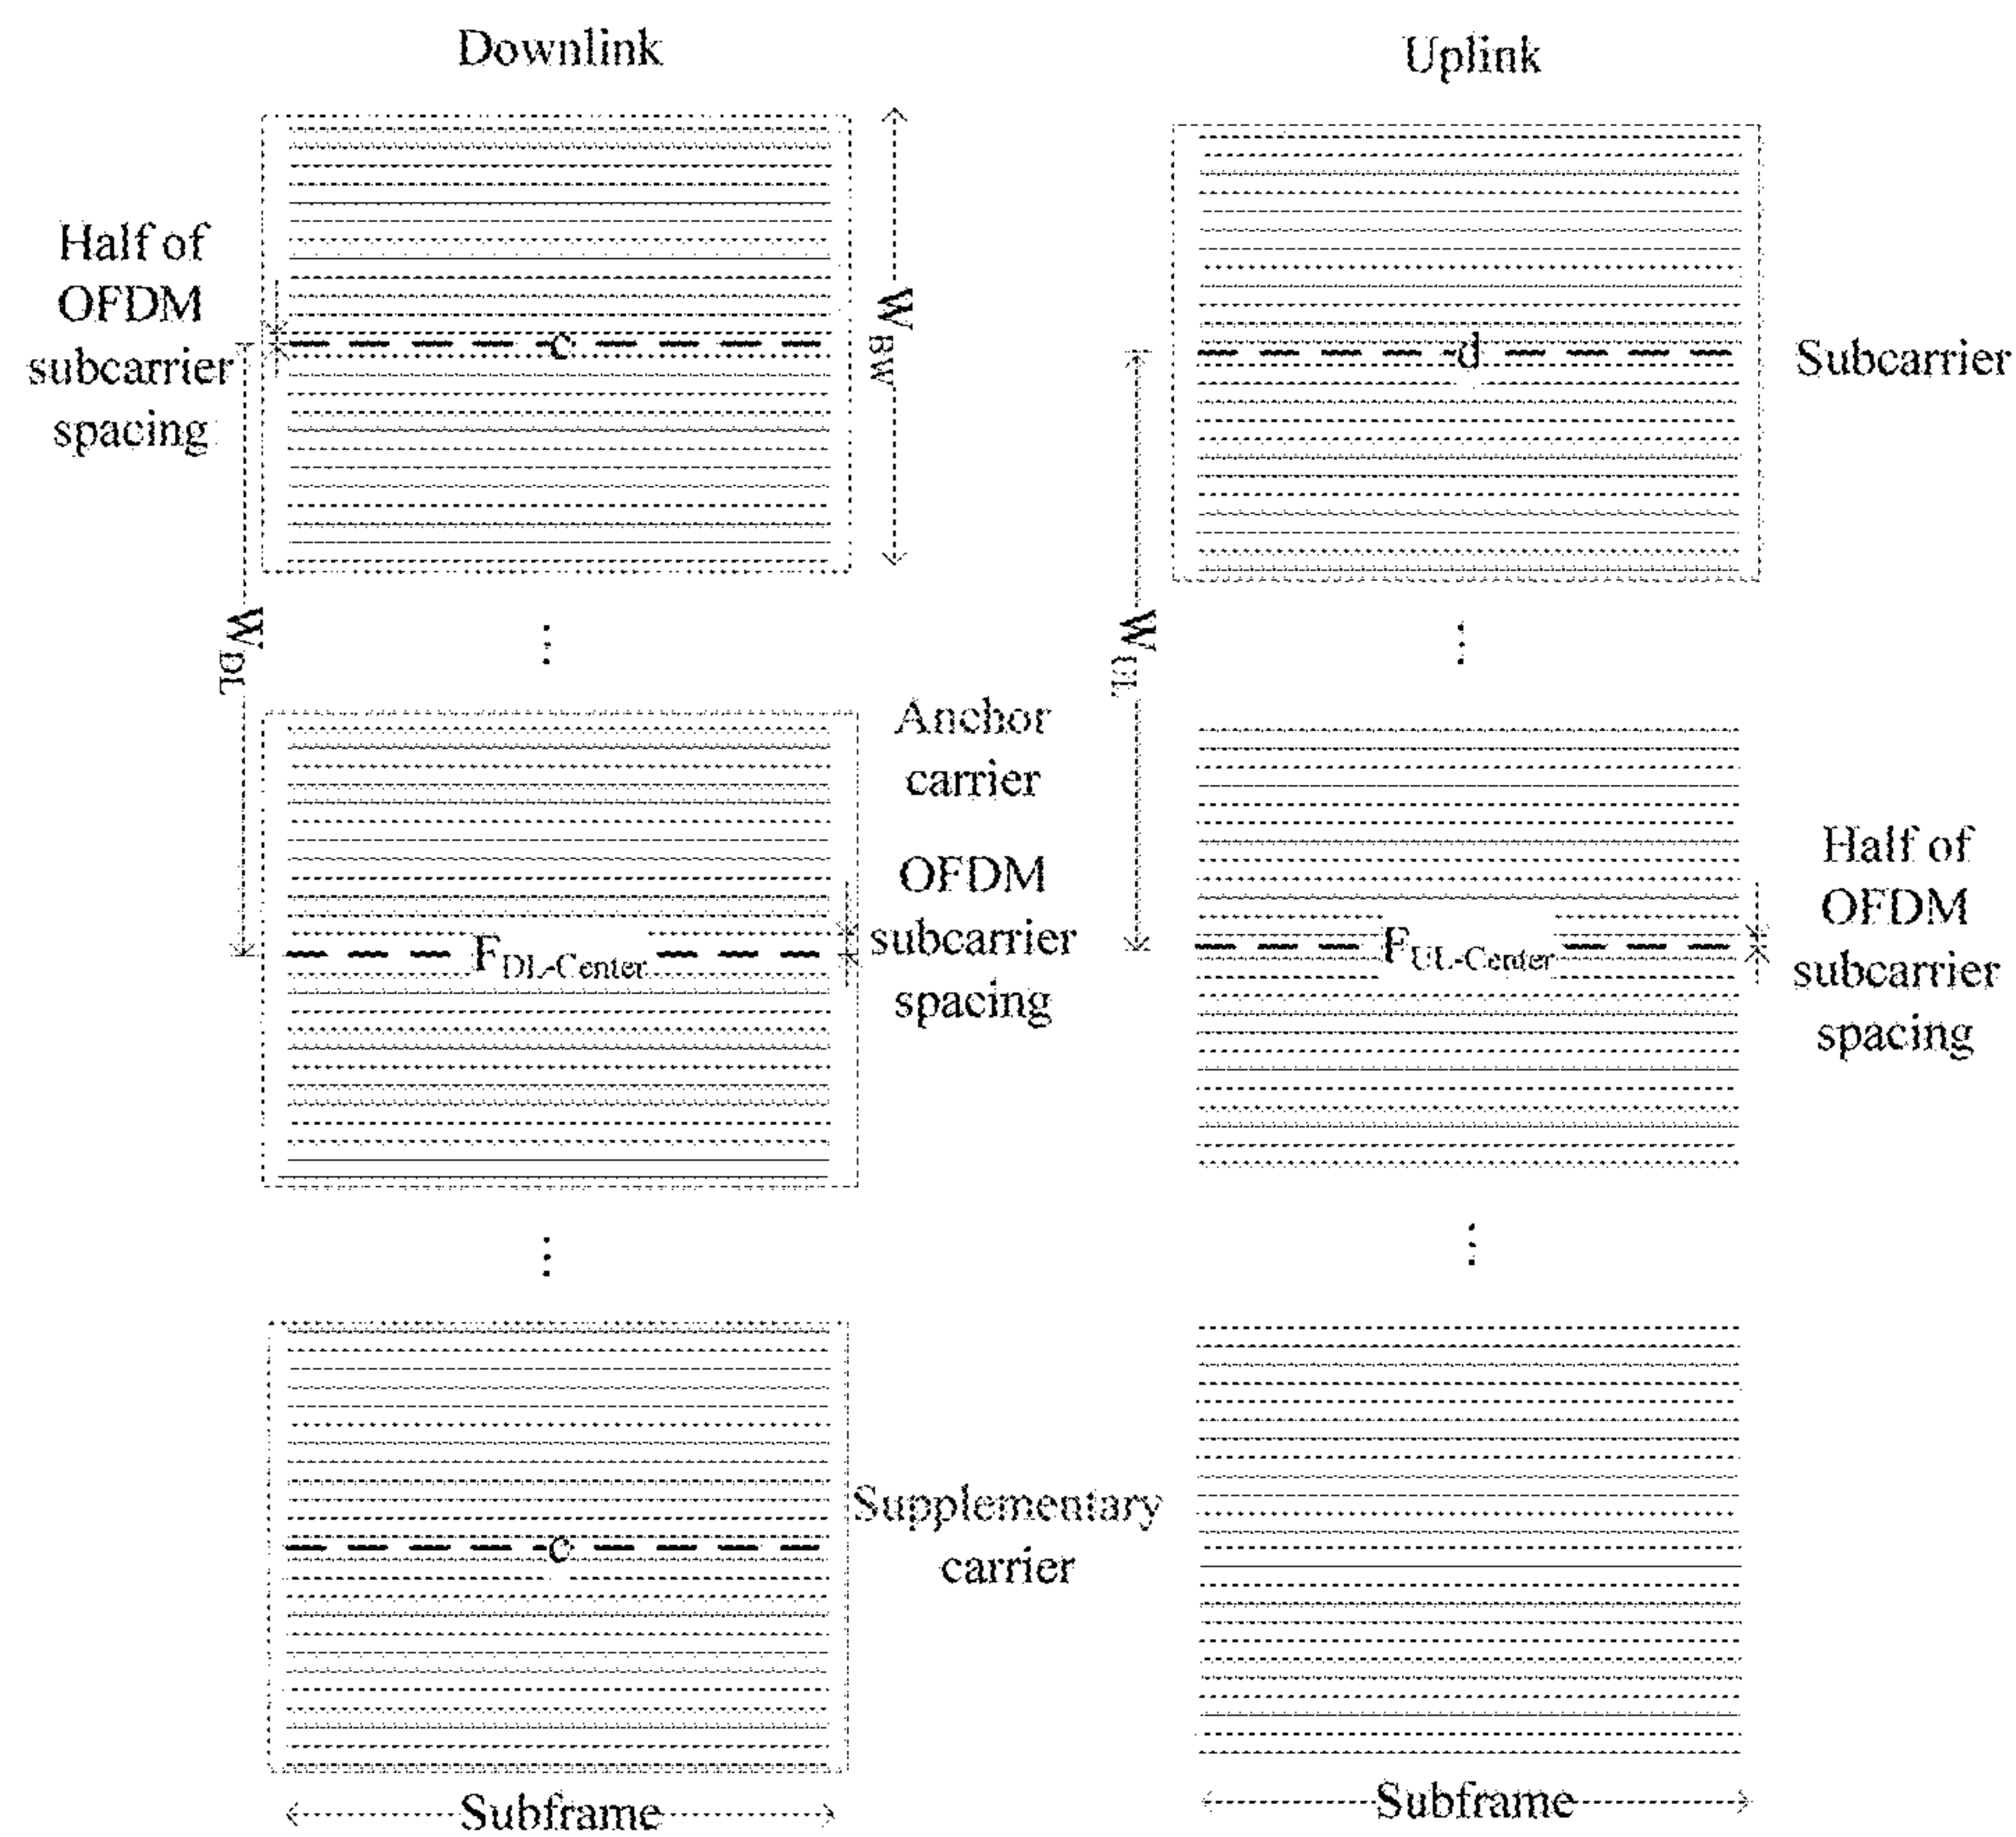 Downlink
Uplink
Half of
OFDM
subcarrier
spacing
c
W_BW
d
Subcarrier
W_DL
W_UL
Anchor
carrier
OFDM
subcarrier
spacing
F_DL-Center
F_UL-Center
Half of
OFDM
subcarrier
spacing
c
Supplementary
carrier
Subframe
Subframe